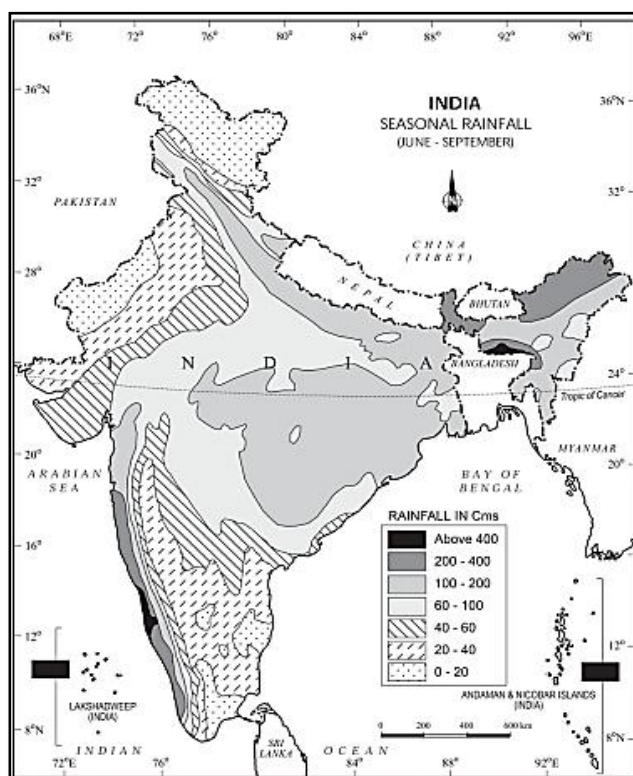 68°E 72° 76° 80° 84° 88° 92° 96°E
INDIA
SEASONAL RAINFALL
(JUNE - SEPTEMBER)
36°N 36°N
N
32° 32°
PAKISTAN
CHINA
(TIBET)
28° 28°
NEPAL
BHUTAN
INDIA
BANGLADESH
24° 24°
Tropic of Cancer
MYANMAR
20° 20°
ARABIAN
SEA
BAY OF
BENGAL
RAINFALL IN Cms
Above 400
200 - 400
100 - 200
60 - 100
40 - 60
20 - 40
0 - 20
16° 16°
12° 12°
LAKSHADWEEP
(INDIA)
ANDAMAN & NICOBAR ISLANDS
(INDIA)
200 0 200 400 600 km
8°N 8°N
SRI
LANKA
INDIAN OCEAN
72°E 76° 80° 84° 88° 92°E